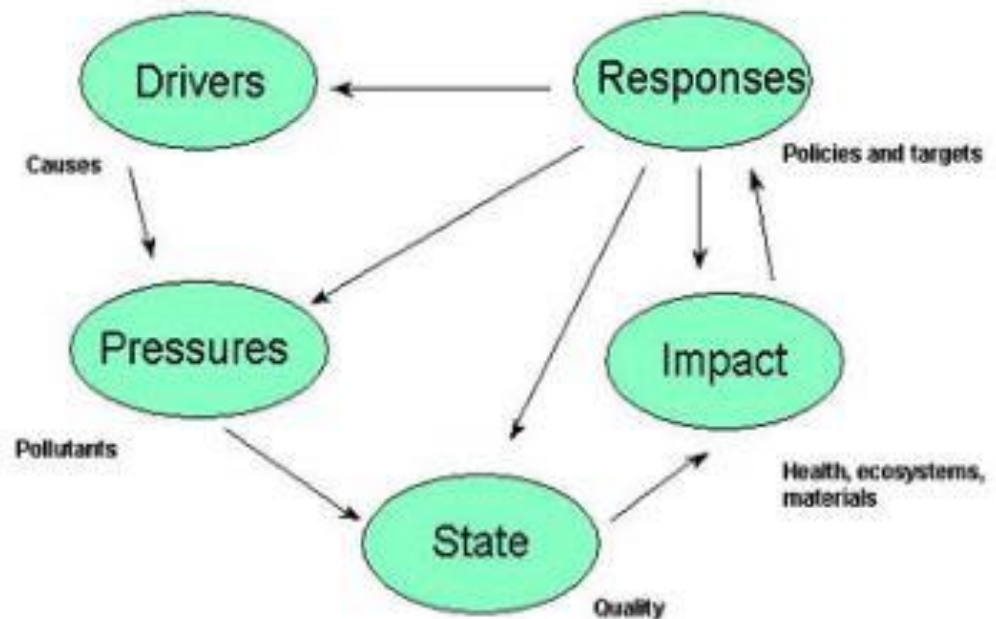 Drivers
Responses
Causes
Policies and targets
Pressures
Impact
Pollutants
Health, ecosystems,
materials
State
Quality